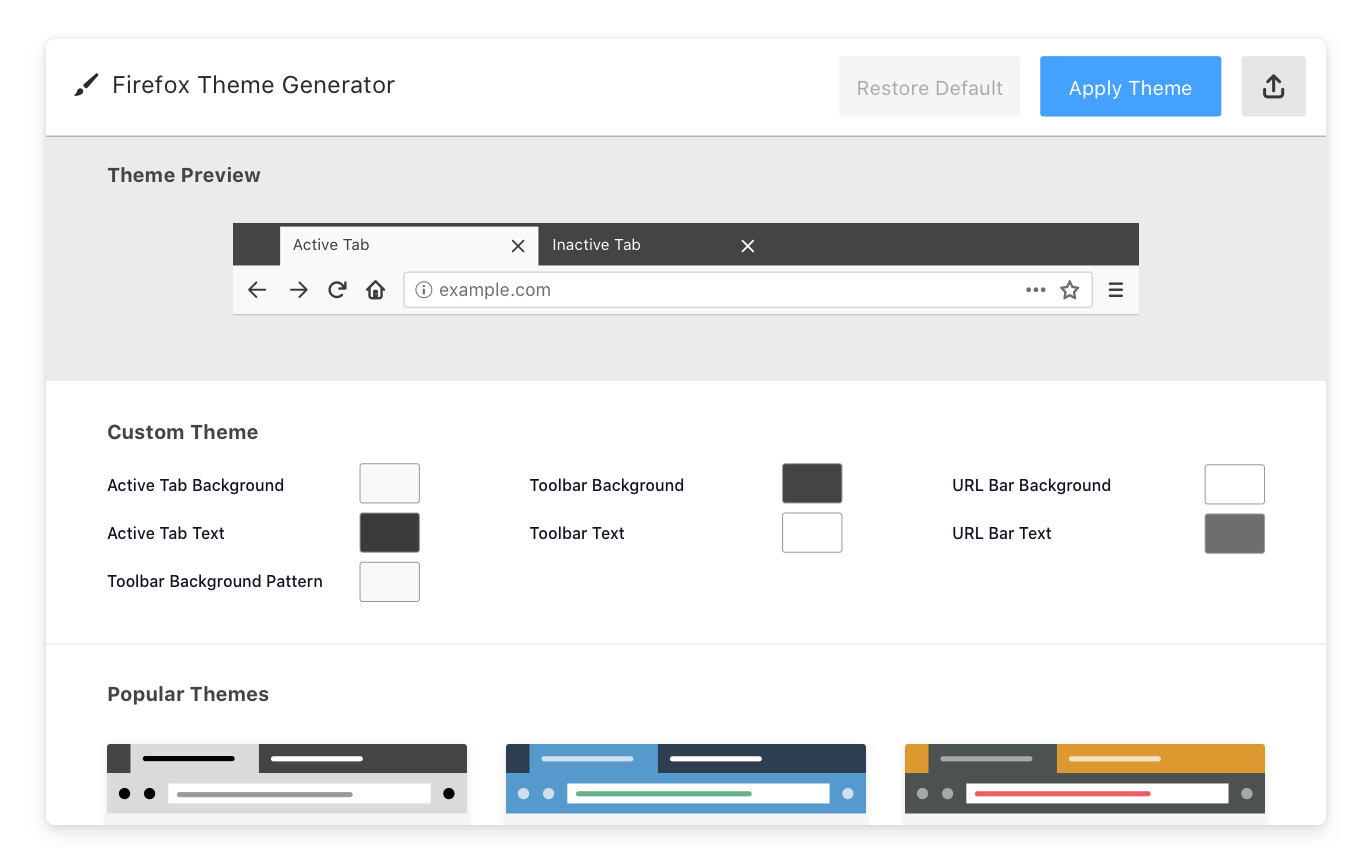 Firefox Theme Generator
Restore Default
Apply Theme
Theme Preview
Active Tab
Inactive Tab
example.com
Custom Theme
Active Tab Background
Toolbar Background
URL Bar Background
Active Tab Text
Toolbar Text
URL Bar Text
Toolbar Background Pattern
Popular Themes